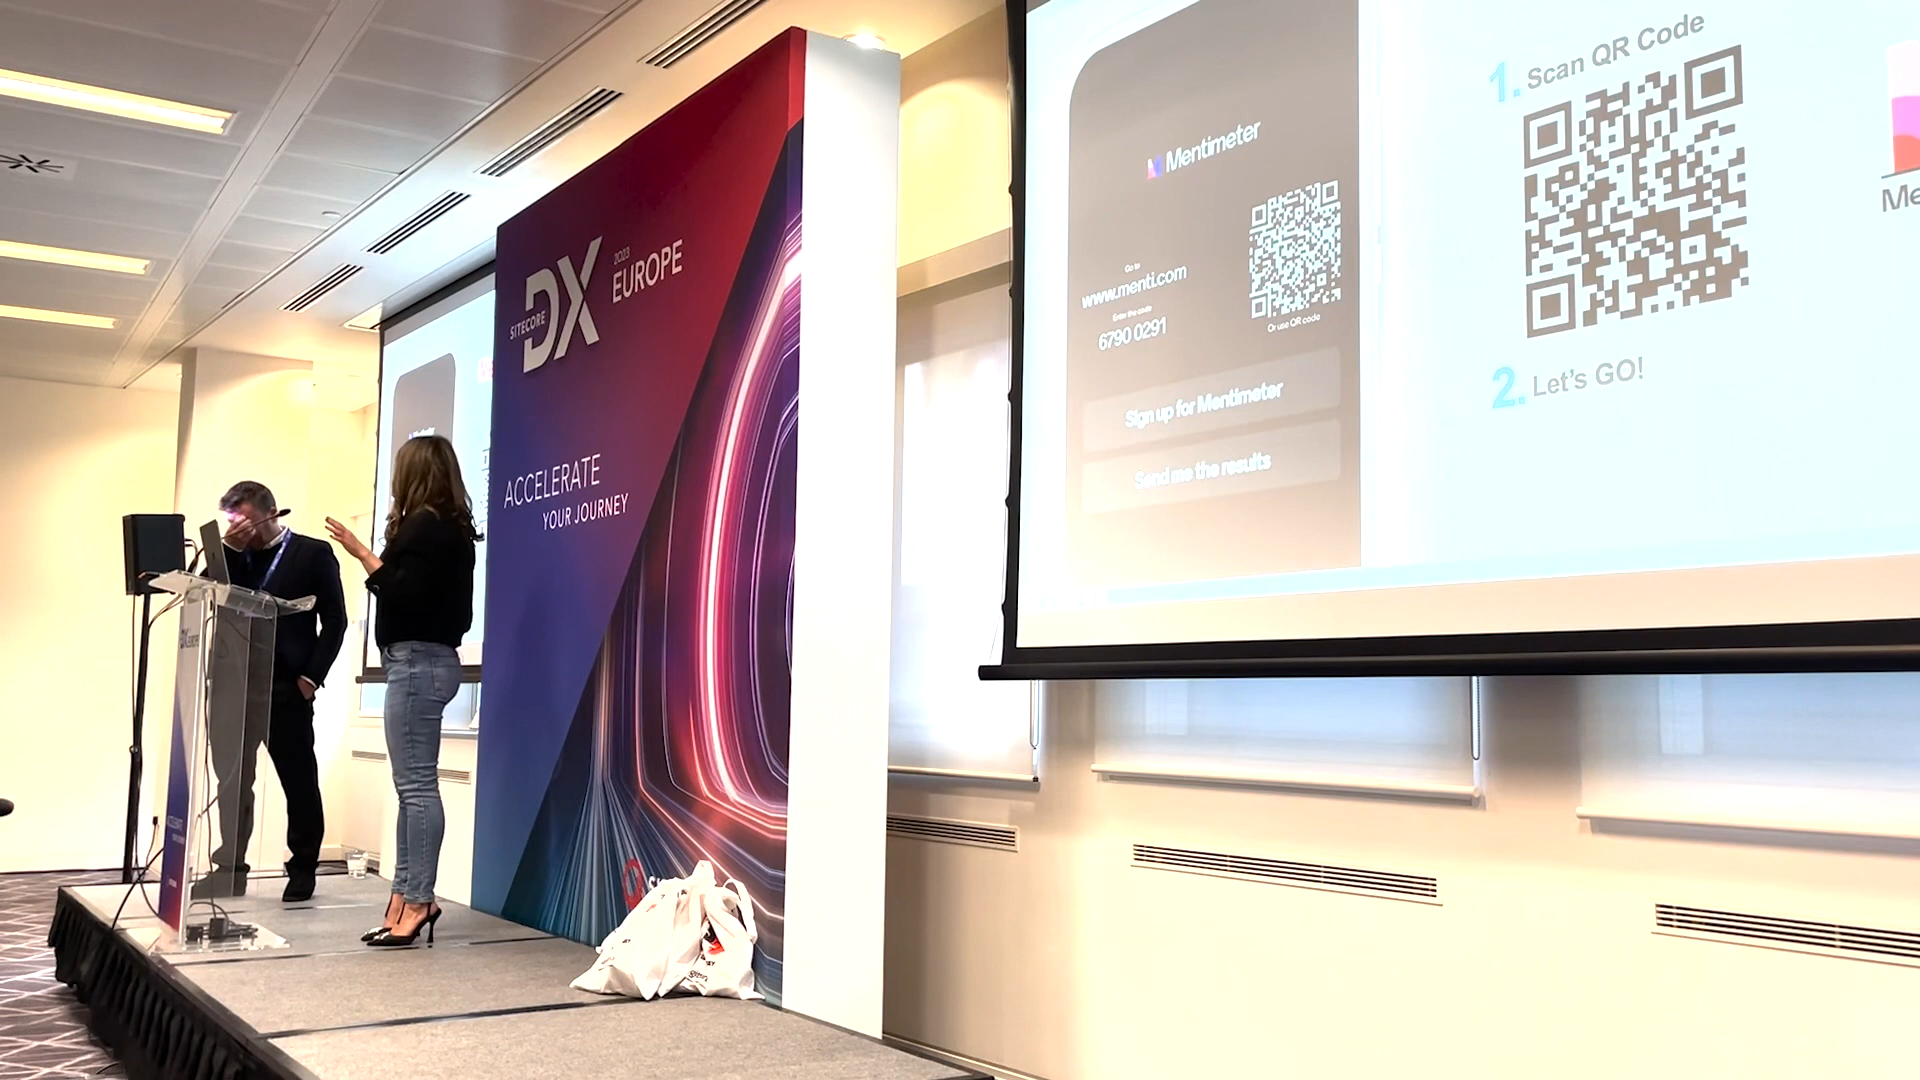 SITECORE
DX
2023
EUROPE
ACCELERATE
YOUR JOURNEY
Mentimeter
Go to
www.menti.com
Enter the code
6790 0291
Or use QR code
Sign up for Mentimeter
Send me the results
1. Scan QR Code
2. Let's GO!
Me